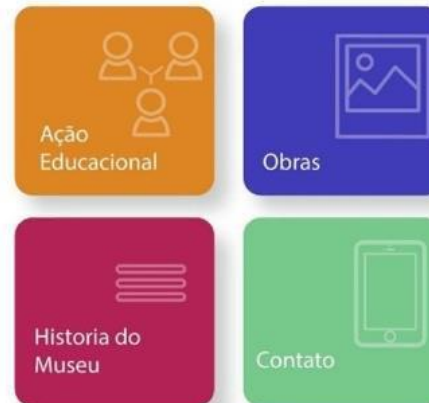 Ação
Educacional
Obras
Historia do
Museu
Contato